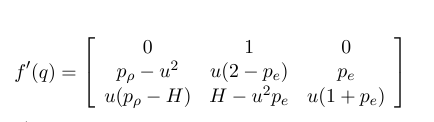 f′(q) = [ 0 1 0
p_ρ − u² u(2 − p_e) p_e
u(p_ρ − H) H − u²p_e u(1 + p_e) ]